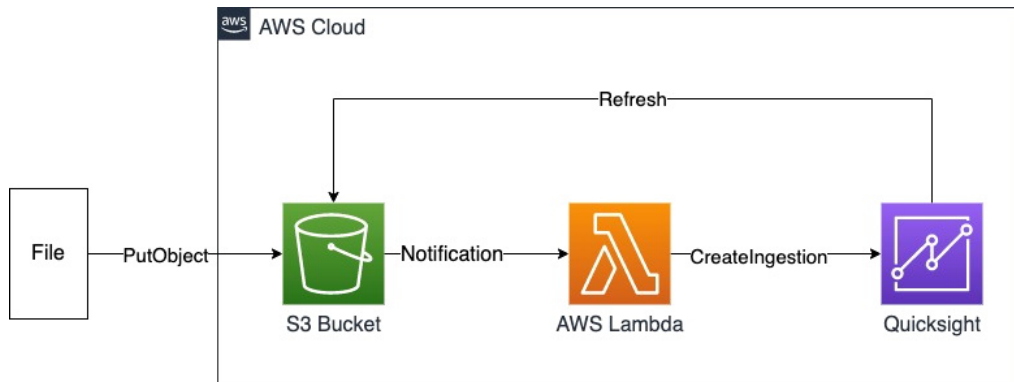 aws
AWS Cloud
Refresh
File
PutObject
Notification
CreateIngestion
S3 Bucket
AWS Lambda
Quicksight